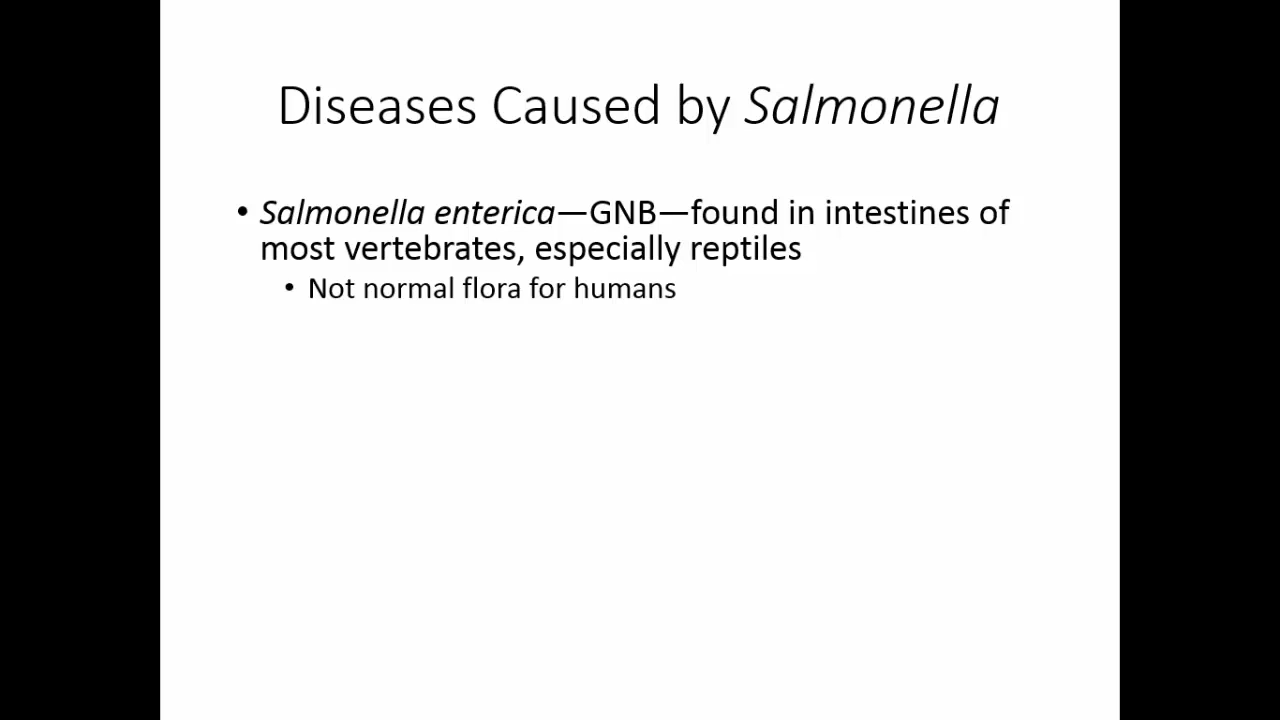 Diseases Caused by Salmonella
• Salmonella enterica—GNB—found in intestines of
most vertebrates, especially reptiles
• Not normal flora for humans